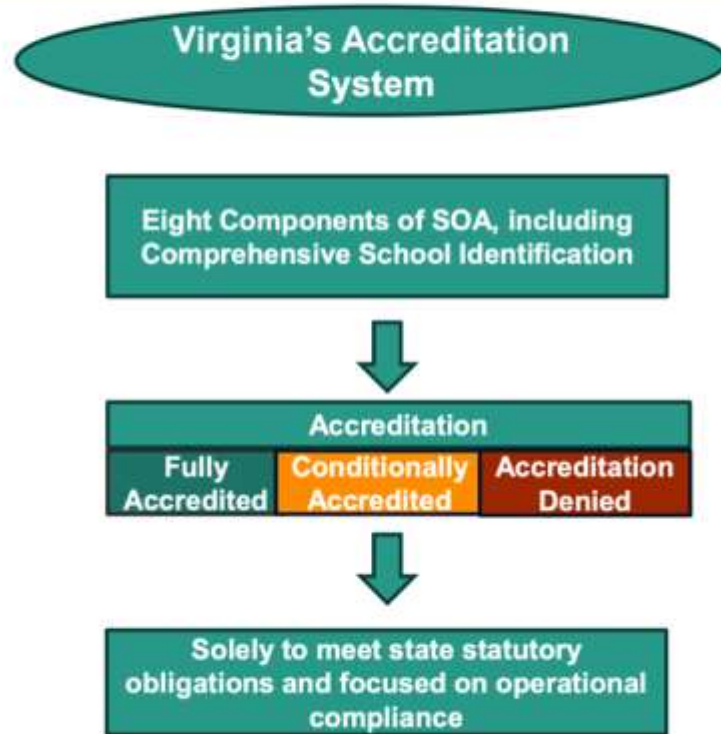 Virginia's Accreditation
System
Eight Components of SOA, including
Comprehensive School Identification
Accreditation
Fully
Accredited
Conditionally
Accredited
Accreditation
Denied
Solely to meet state statutory
obligations and focused on operational
compliance